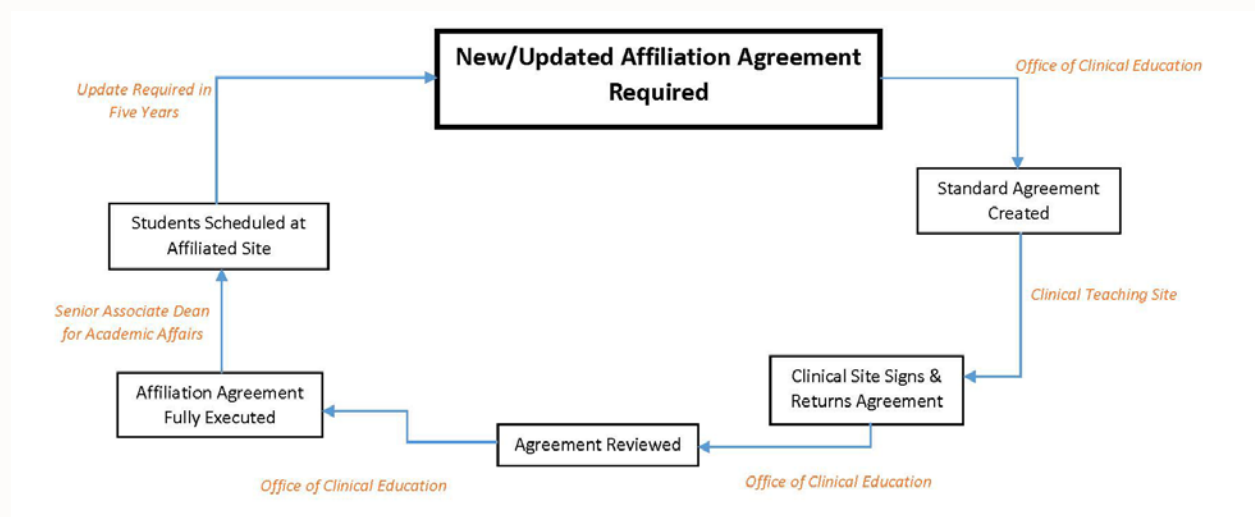 New/Updated Affiliation Agreement
Required
Office of Clinical Education
Standard Agreement
Created
Clinical Teaching Site
Clinical Site Signs &
Returns Agreement
Office of Clinical Education
Agreement Reviewed
Office of Clinical Education
Affiliation Agreement
Fully Executed
Senior Associate Dean
for Academic Affairs
Students Scheduled at
Affiliated Site
Update Required in
Five Years